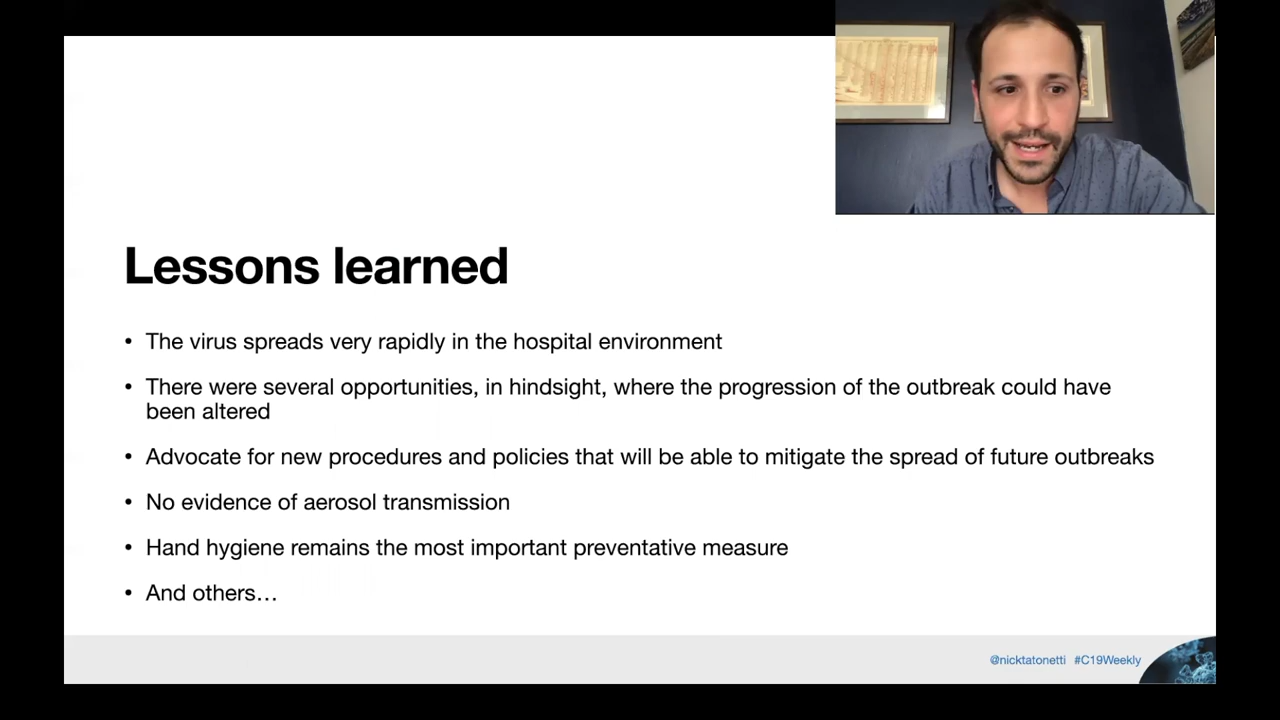 Lessons learned
• The virus spreads very rapidly in the hospital environment
• There were several opportunities, in hindsight, where the progression of the outbreak could have
been altered
• Advocate for new procedures and policies that will be able to mitigate the spread of future outbreaks
• No evidence of aerosol transmission
• Hand hygiene remains the most important preventative measure
• And others…
@nicktatonetti #C19Weekly